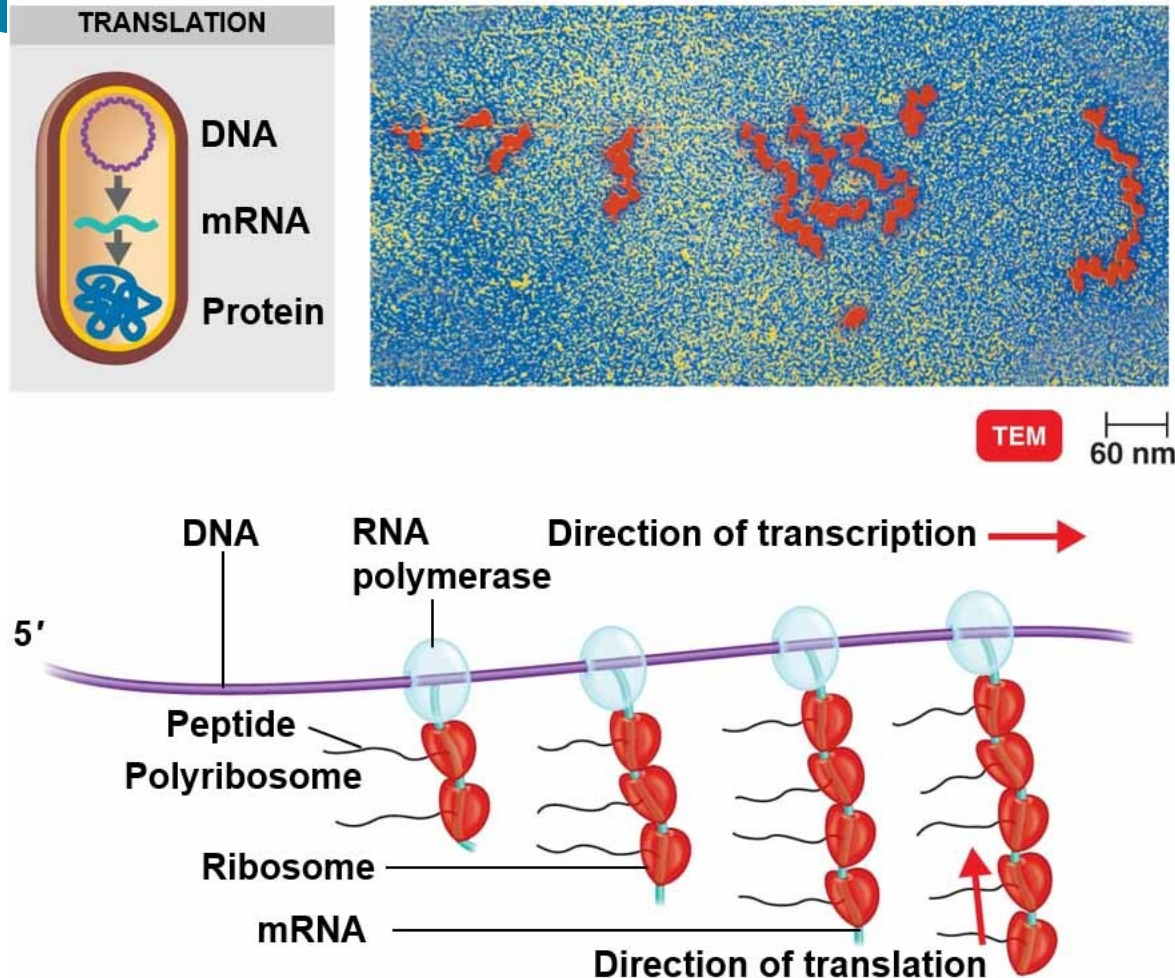 TRANSLATION
DNA
mRNA
Protein
TEM
60 nm
DNA
RNA
polymerase
Direction of transcription
5′
Peptide
Polyribosome
Ribosome
mRNA
Direction of translation